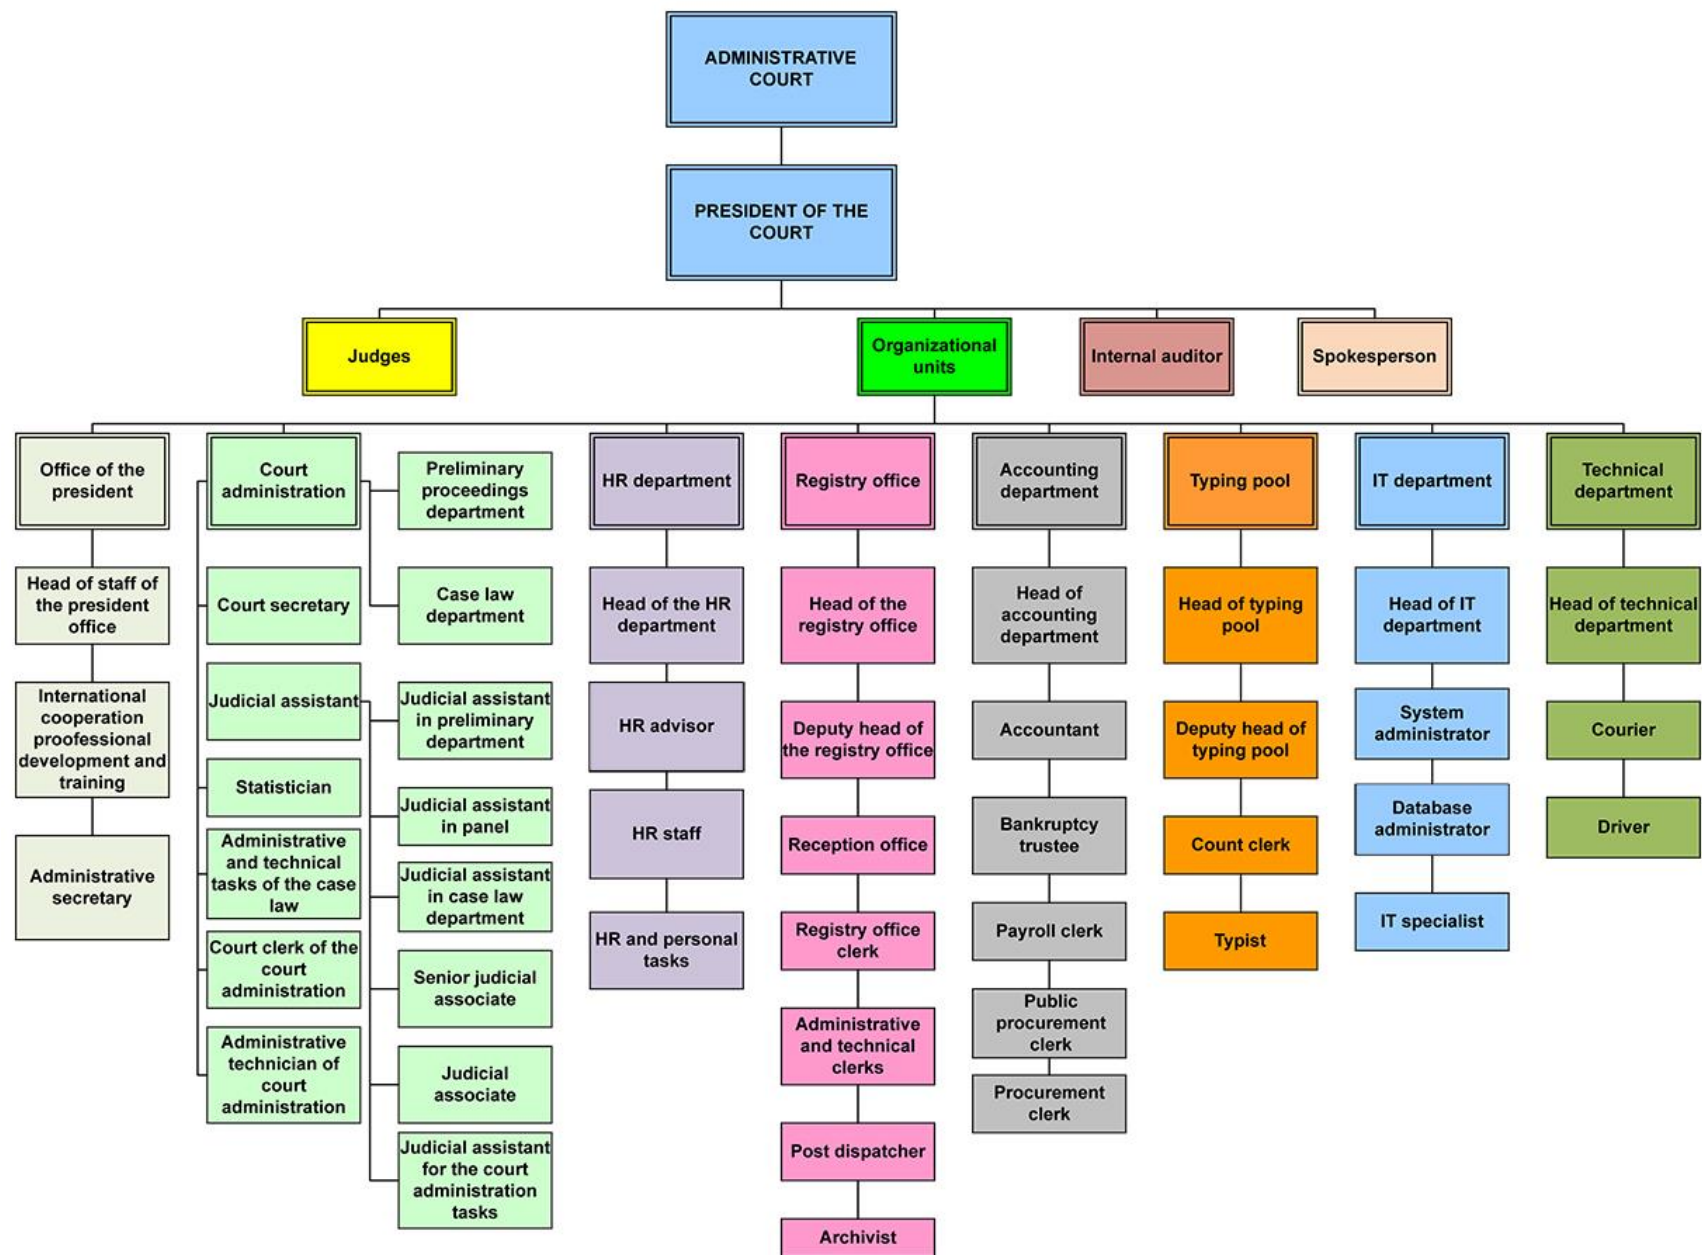 ADMINISTRATIVE
COURT
PRESIDENT OF THE
COURT
Judges
Organizational
units
Internal auditor
Spokesperson
Office of the
president
Head of staff of
the president
office
International
cooperation
proofessional
development and
training
Administrative
secretary
Court
administration
Court secretary
Judicial assistant
Statistician
Administrative
and technical
tasks of the case
law
Court clerk of the
court
administration
Administrative
technician of
court
administration
Preliminary
proceedings
department
Case law
department
Judicial assistant
in preliminary
department
Judicial assistant
in panel
Judicial assistant
in case law
department
Senior judicial
associate
Judicial
associate
Judicial assistant
for the court
administration
tasks
HR department
Head of the HR
department
HR advisor
HR staff
HR and personal
tasks
Registry office
Head of the
registry office
Deputy head of
the registry office
Reception office
Registry office
clerk
Administrative
and technical
clerks
Post dispatcher
Archivist
Accounting
department
Head of
accounting
department
Accountant
Bankruptcy
trustee
Payroll clerk
Public
procurement
clerk
Procurement
clerk
Typing pool
Head of typing
pool
Deputy head of
typing pool
Count clerk
Typist
IT department
Head of IT
department
System
administrator
Database
administrator
IT specialist
Technical
department
Head of technical
department
Courier
Driver